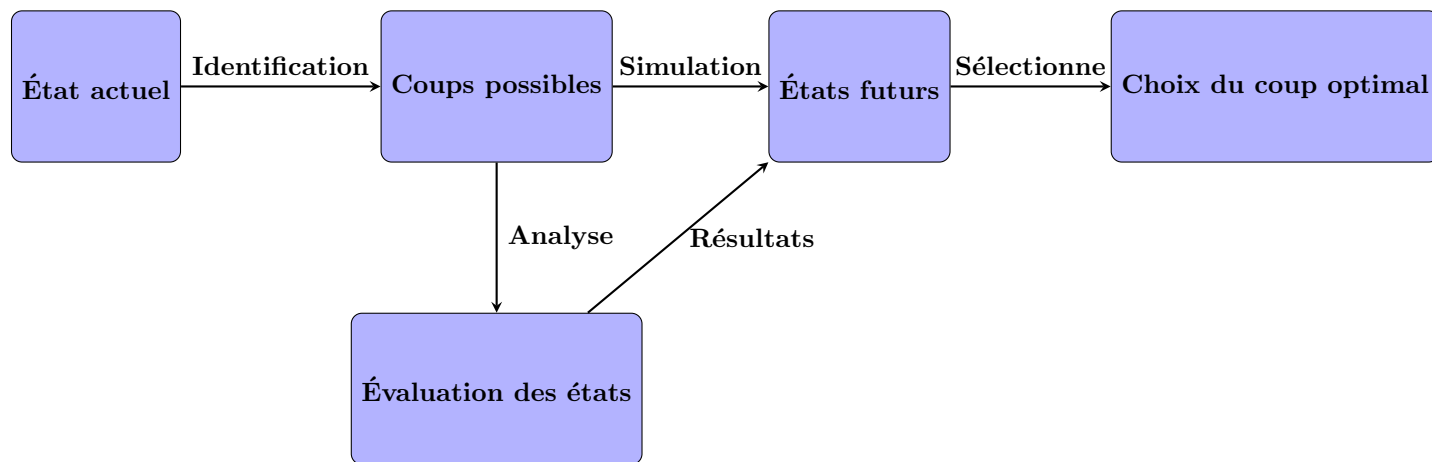 État actuel
Identification
Coups possibles
Simulation
États futurs
Sélectionne
Choix du coup optimal
Analyse
Résultats
Évaluation des états